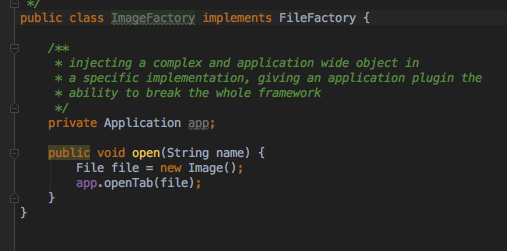 */
public class ImageFactory implements FileFactory {
/**
* injecting a complex and application wide object in
* a specific implementation, giving an application plugin the
* ability to break the whole framework
*/
private Application app;
public void open(String name) {
File file = new Image();
app.openTab(file);
}
}